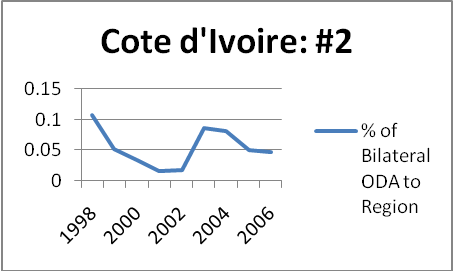 Cote d'Ivoire: #2
0.15
0.1
0.05
0
1998
2000
2002
2004
2006
% of
Bilateral
ODA to
Region